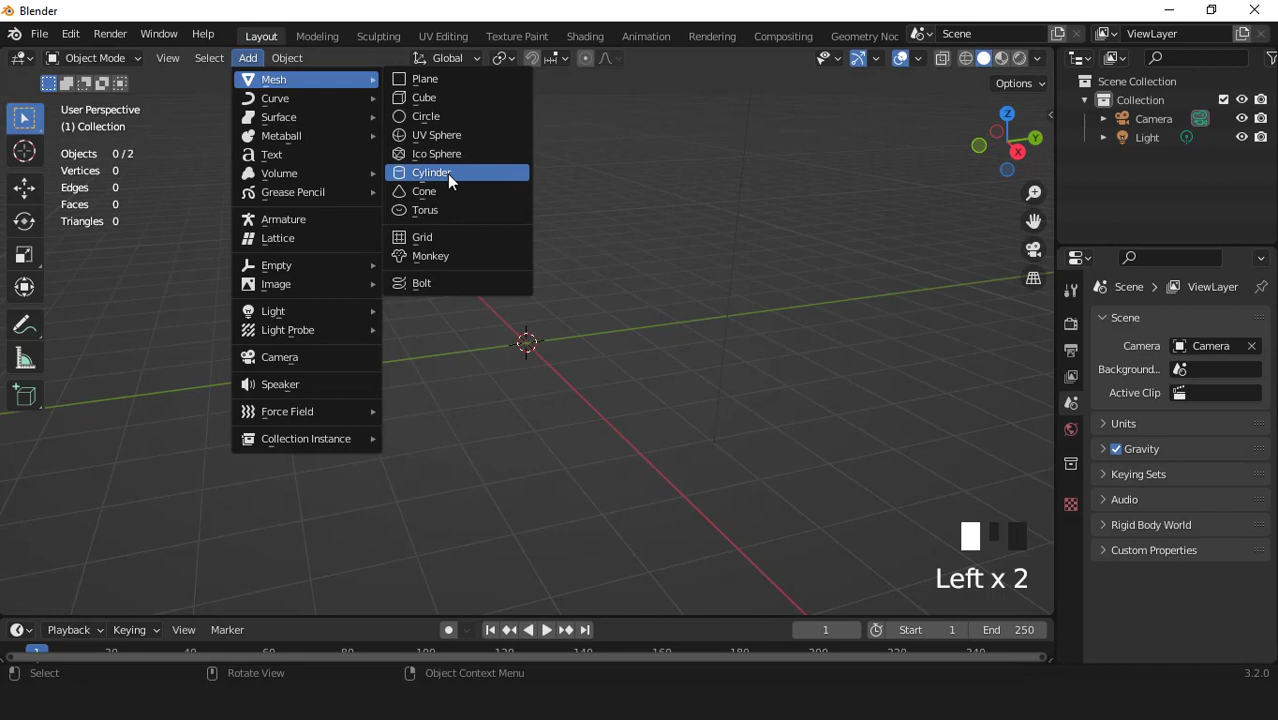 Blender
File Edit Render Window Help Layout Modeling Sculpting UV Editing Texture Paint Shading Animation Rendering Compositing Geometry Noc Scene ViewLayer
Object Mode View Select Add Object Global
Options
User Perspective
(1) Collection
Objects 0 / 2
Vertices 0
Edges 0
Faces 0
Triangles 0
Mesh
Curve
Surface
Metaball
Text
Volume
Grease Pencil
Armature
Lattice
Empty
Image
Light
Light Probe
Camera
Speaker
Force Field
Collection Instance
Plane
Cube
Circle
UV Sphere
Ico Sphere
Cylinder
Cone
Torus
Grid
Monkey
Bolt
Z
Y
X
Left x 2
Scene Collection
Collection
Camera
Light
Scene ViewLayer
Scene
Camera Camera
Background...
Active Clip
Units
Gravity
Keying Sets
Audio
Rigid Body World
Custom Properties
Playback Keying View Marker 1 Start 1 End 250
Select Rotate View Object Context Menu 3.2.0